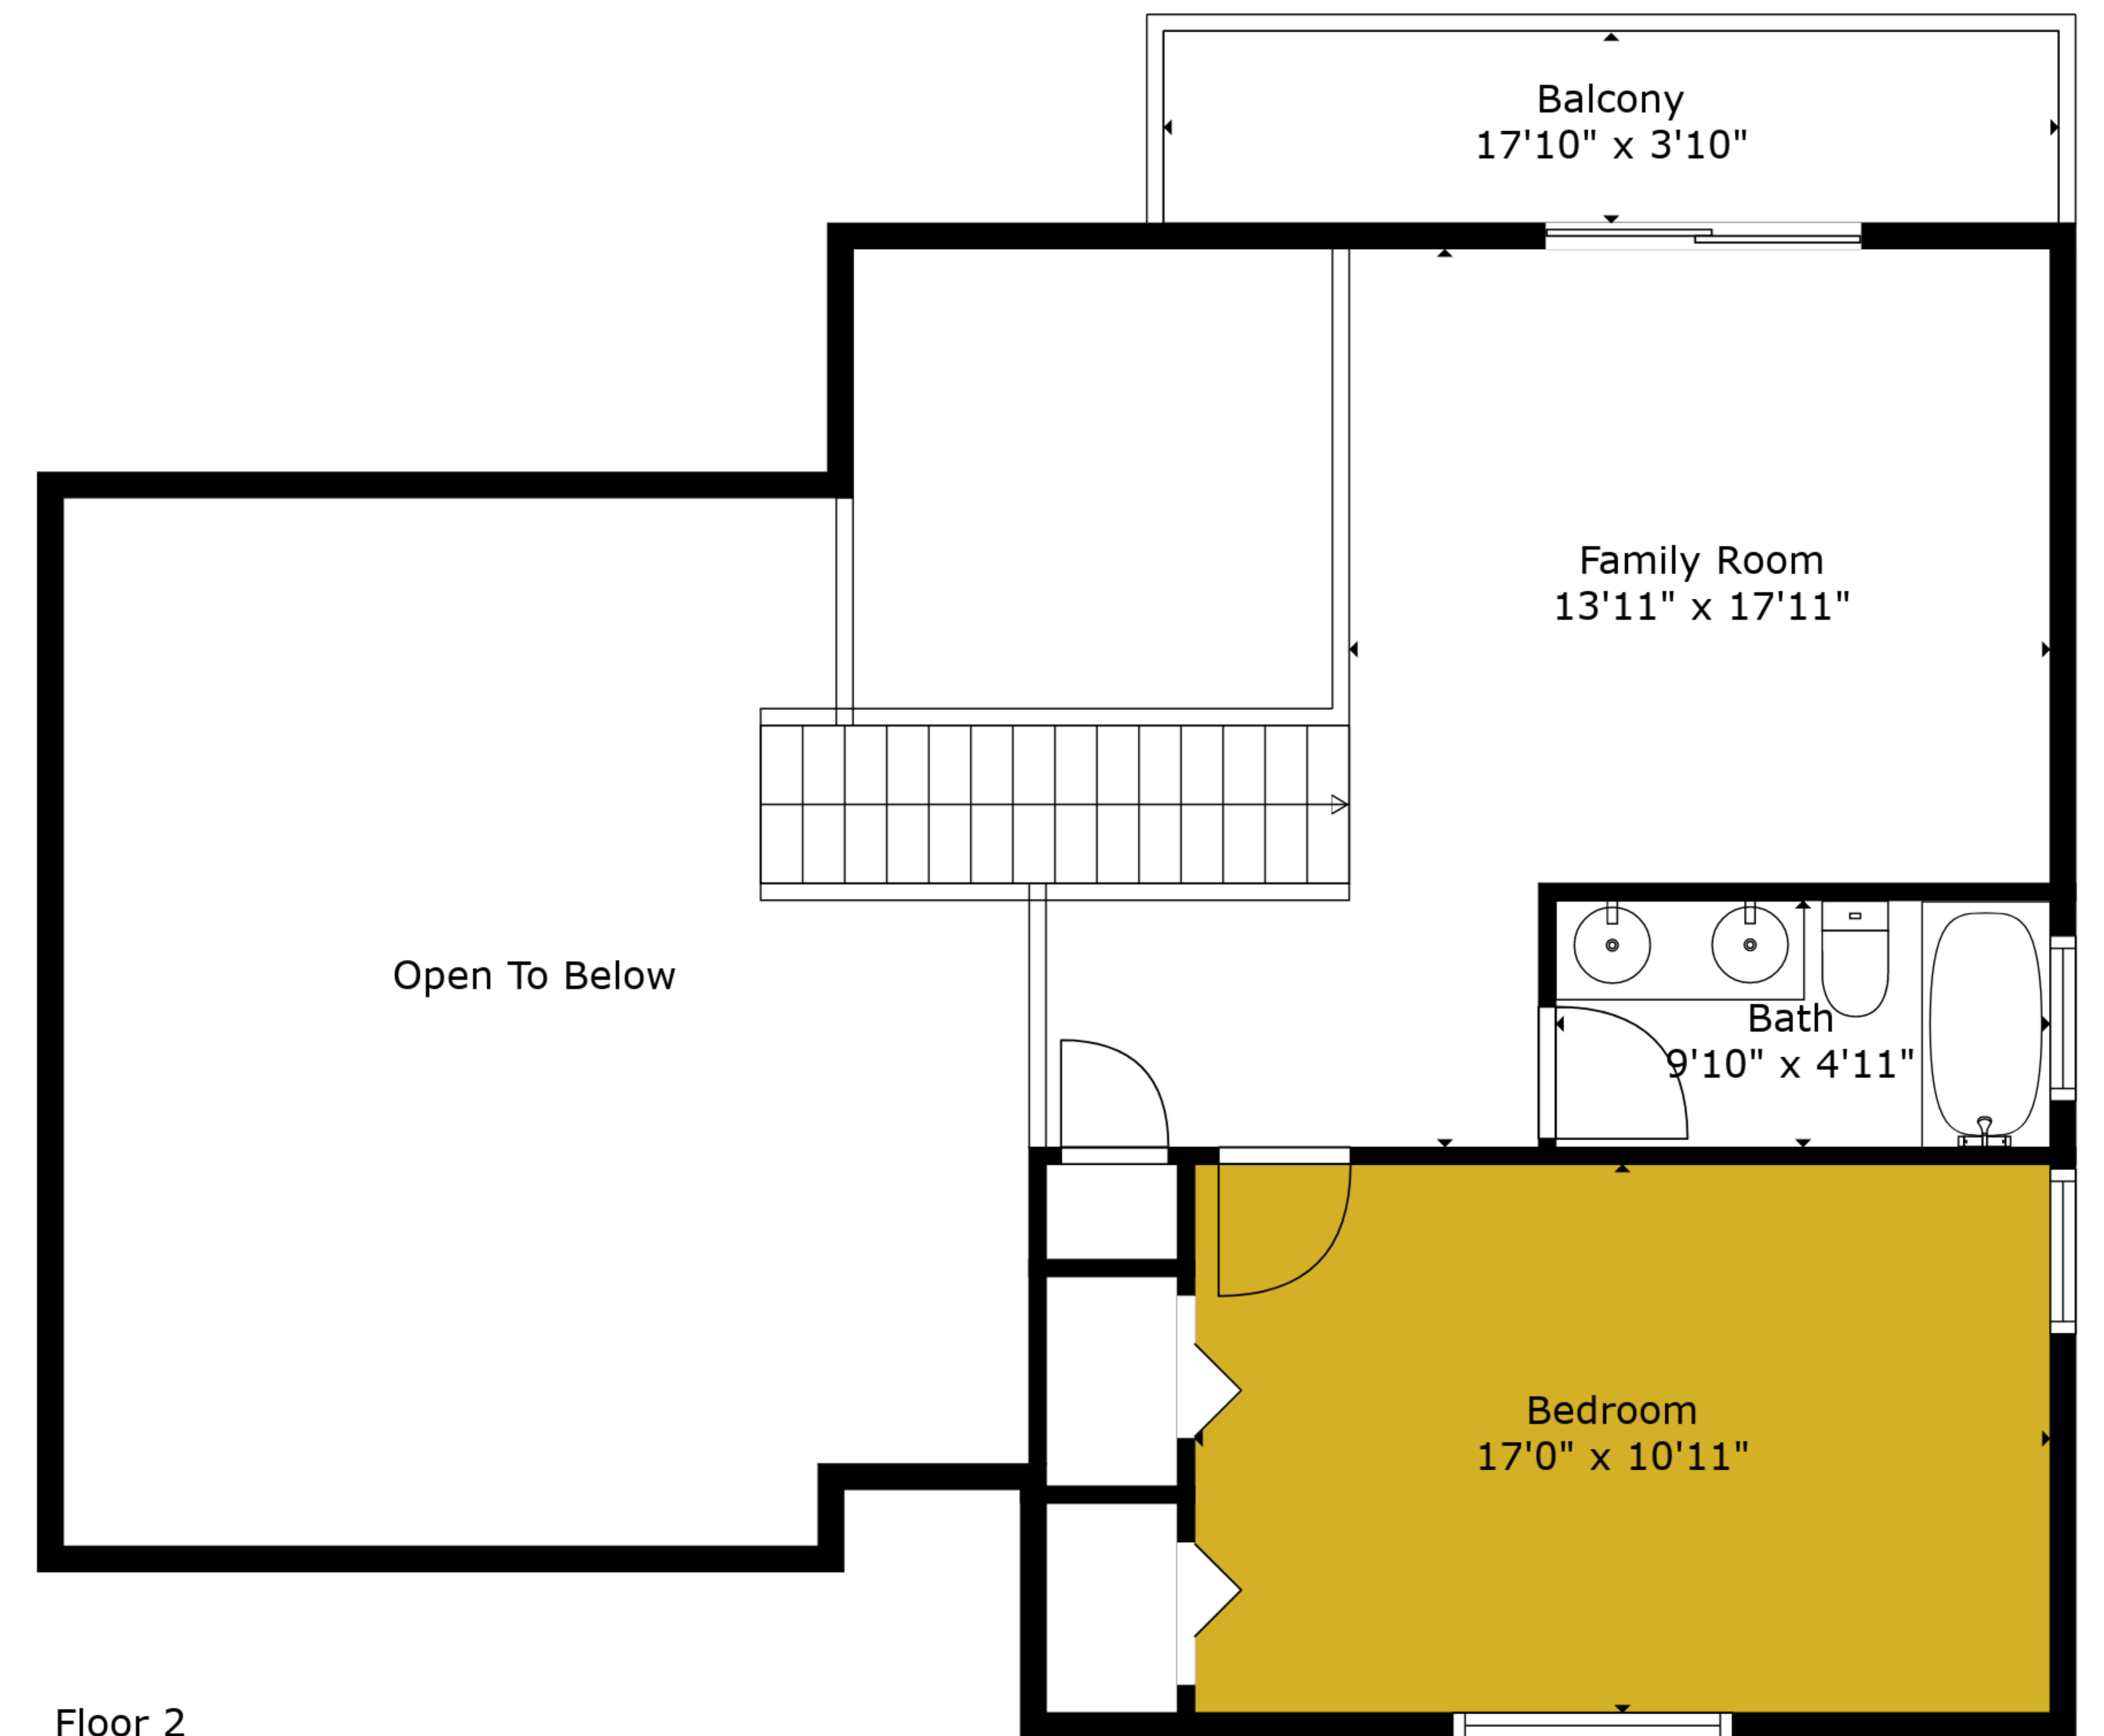 Balcony
17'10" x 3'10"
Family Room
13'11" x 17'11"
Open To Below
Bath
9'10" x 4'11"
Bedroom
17'0" x 10'11"
Floor 2